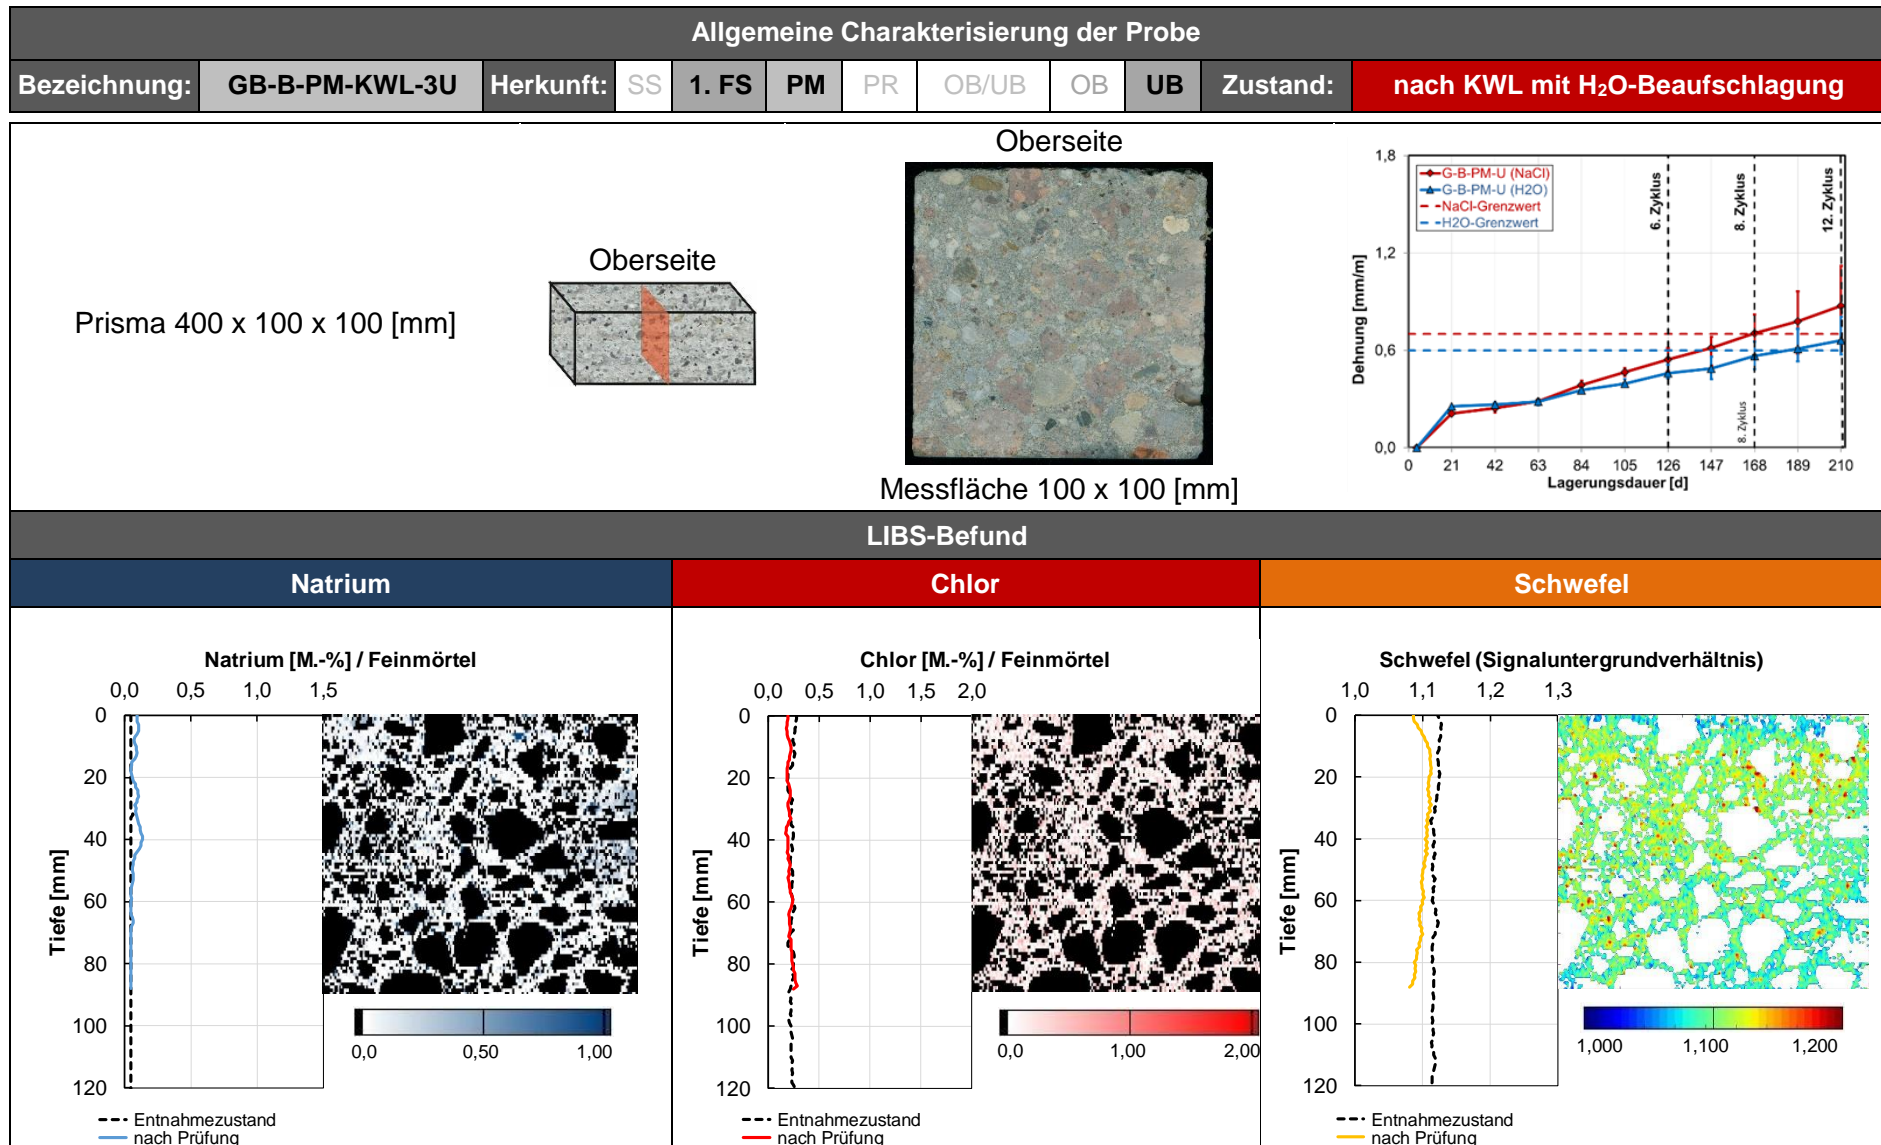 Allgemeine Charakterisierung der Probe
Bezeichnung: GB-B-PM-KWL-3U Herkunft: SS 1. FS PM PR OB/UB OB UB Zustand: nach KWL mit H₂O-Beaufschlagung
Prisma 400 x 100 x 100 [mm]
Oberseite
Oberseite
Messfläche 100 x 100 [mm]
Dehnung [mm/m]
1,8
1,2
0,6
0,0
G-B-PM-U (NaCl)
G-B-PM-U (H2O)
NaCl-Grenzwert
H2O-Grenzwert
6. Zyklus
8. Zyklus
12. Zyklus
8. Zyklus
0 21 42 63 84 105 126 147 168 189 210
Lagerungsdauer [d]
LIBS-Befund
Natrium Chlor Schwefel
Natrium [M.-%] / Feinmörtel
0,0 0,5 1,0 1,5
Tiefe [mm]
0
20
40
60
80
100
120
0,0 0,50 1,00
Entnahmezustand
nach Prüfung
Chlor [M.-%] / Feinmörtel
0,0 0,5 1,0 1,5 2,0
Tiefe [mm]
0
20
40
60
80
100
120
0,0 1,00 2,00
Entnahmezustand
nach Prüfung
Schwefel (Signaluntergrundverhältnis)
1,0 1,1 1,2 1,3
Tiefe [mm]
0
20
40
60
80
100
120
1,000 1,100 1,200
Entnahmezustand
nach Prüfung